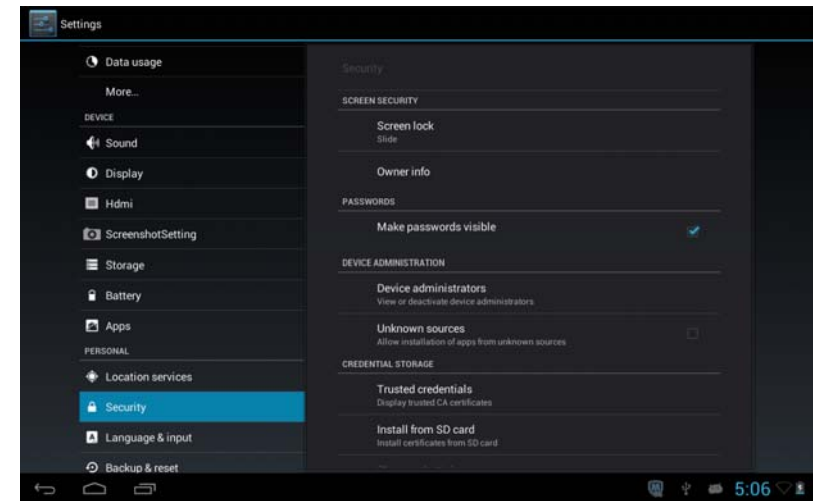 Settings
Data usage
More...
DEVICE
Sound
Display
Hdmi
ScreenshotSetting
Storage
Battery
Apps
PERSONAL
Location services
Security
Language & input
Backup & reset
Security
SCREEN SECURITY
Screen lock
Slide
Owner info
PASSWORDS
Make passwords visible
DEVICE ADMINISTRATION
Device administrators
View or deactivate device administrators
Unknown sources
Allow installation of apps from unknown sources
CREDENTIAL STORAGE
Trusted credentials
Display trusted CA certificates
Install from SD card
Install certificates from SD card
5:06